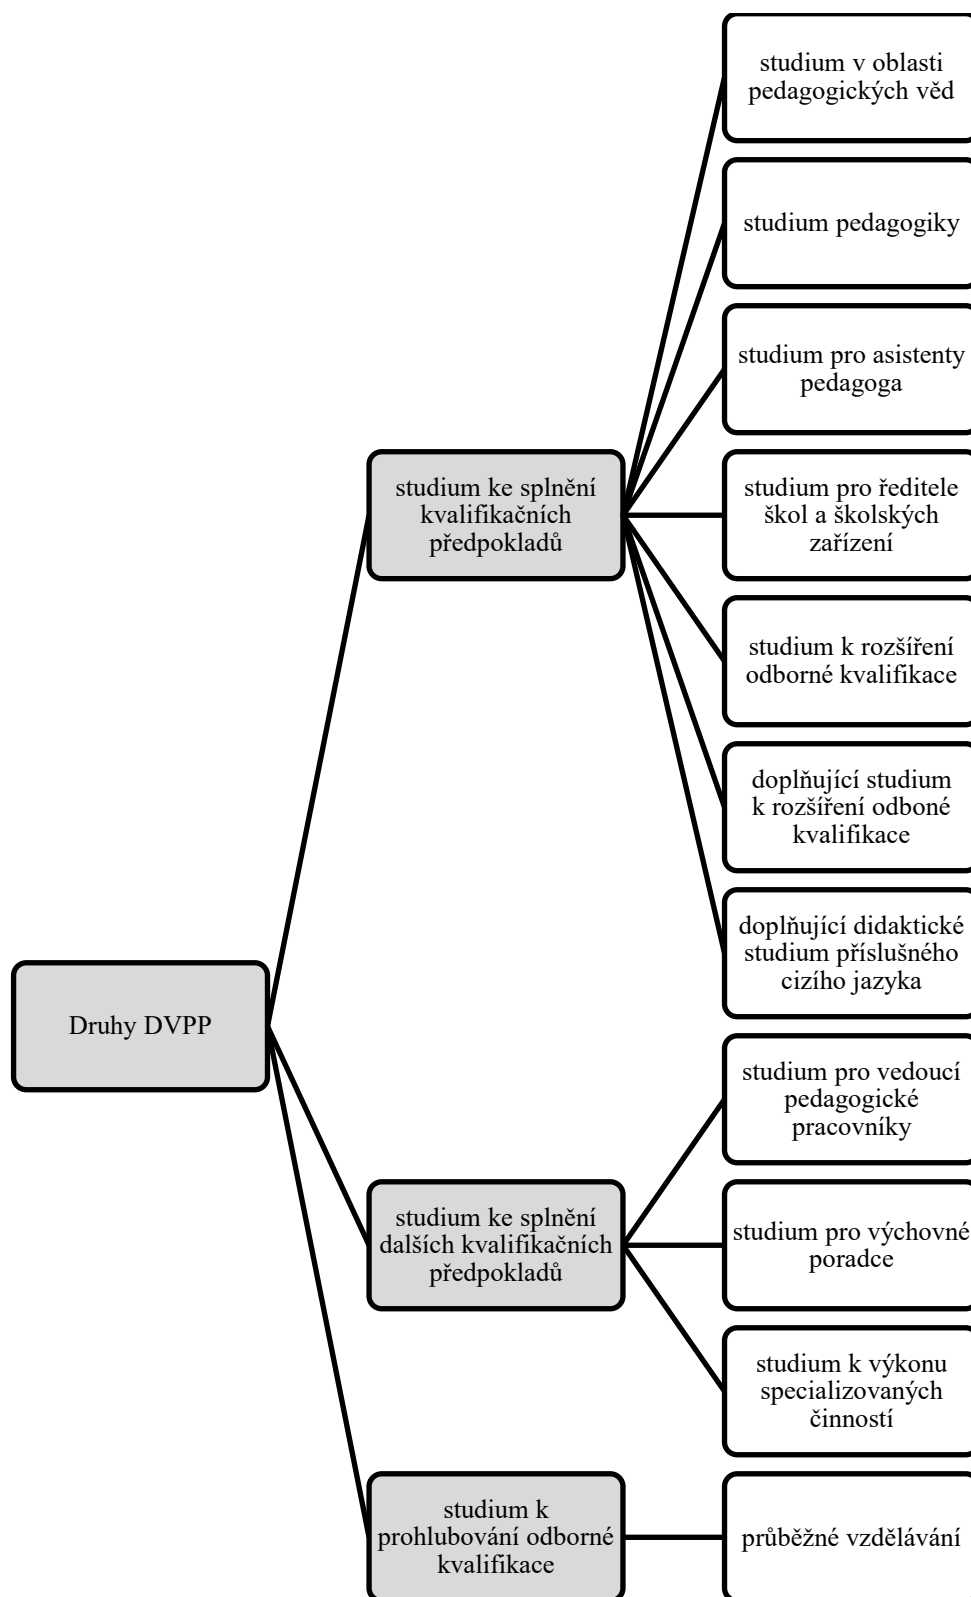 studium v oblasti
pedagogických věd
studium pedagogiky
studium pro asistenty
pedagoga
studium ke splnění
kvalifikačních
předpokladů
studium pro ředitele
škol a školských
zařízení
studium k rozšíření
odborné kvalifikace
doplňující studium
k rozšíření odboné
kvalifikace
doplňující didaktické
studium příslušného
cizího jazyka
Druhy DVPP
studium pro vedoucí
pedagogické
pracovníky
studium ke splnění
dalších kvalifikačních
předpokladů
studium pro výchovné
poradce
studium k výkonu
specializovaných
činností
studium k
prohlubování odborné
kvalifikace
průběžné vzdělávání